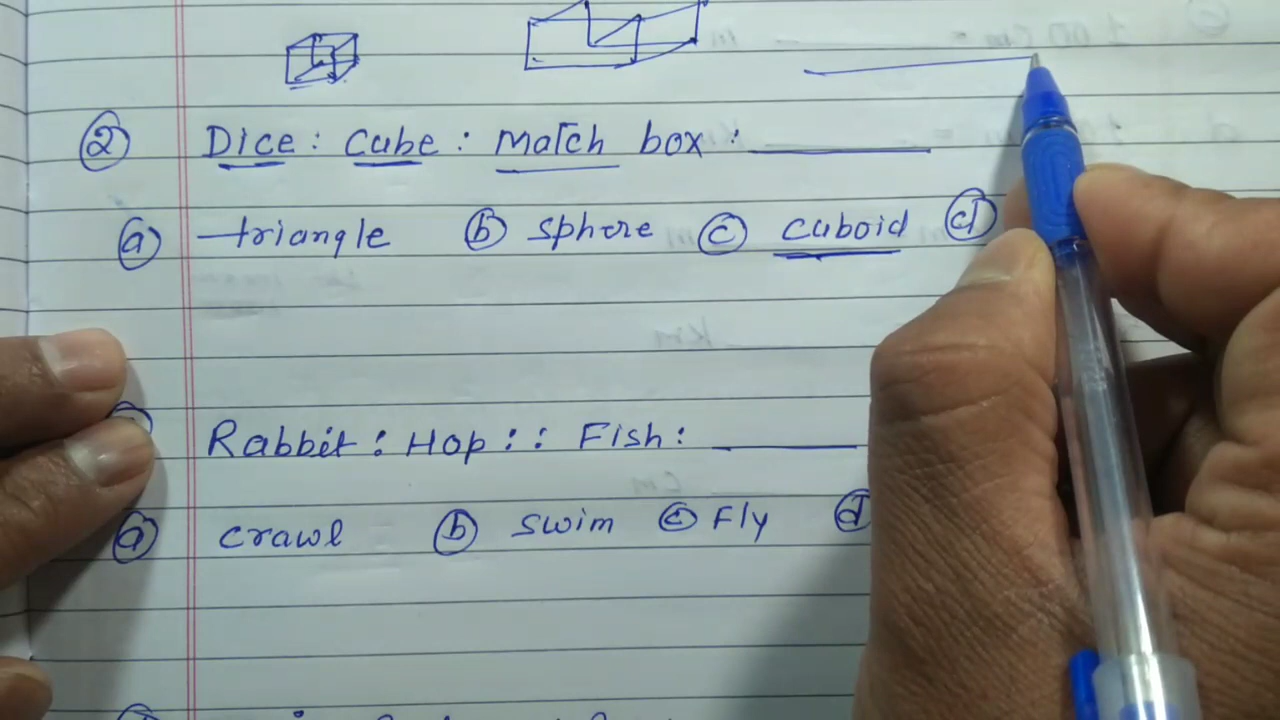 ② Dice : Cube : Match box : ______
ⓐ triangle ⓑ sphere ⓒ cuboid ⓓ
Rabbit : Hop :: Fish : ______
ⓐ crawl ⓑ swim ⓒ Fly ⓓ